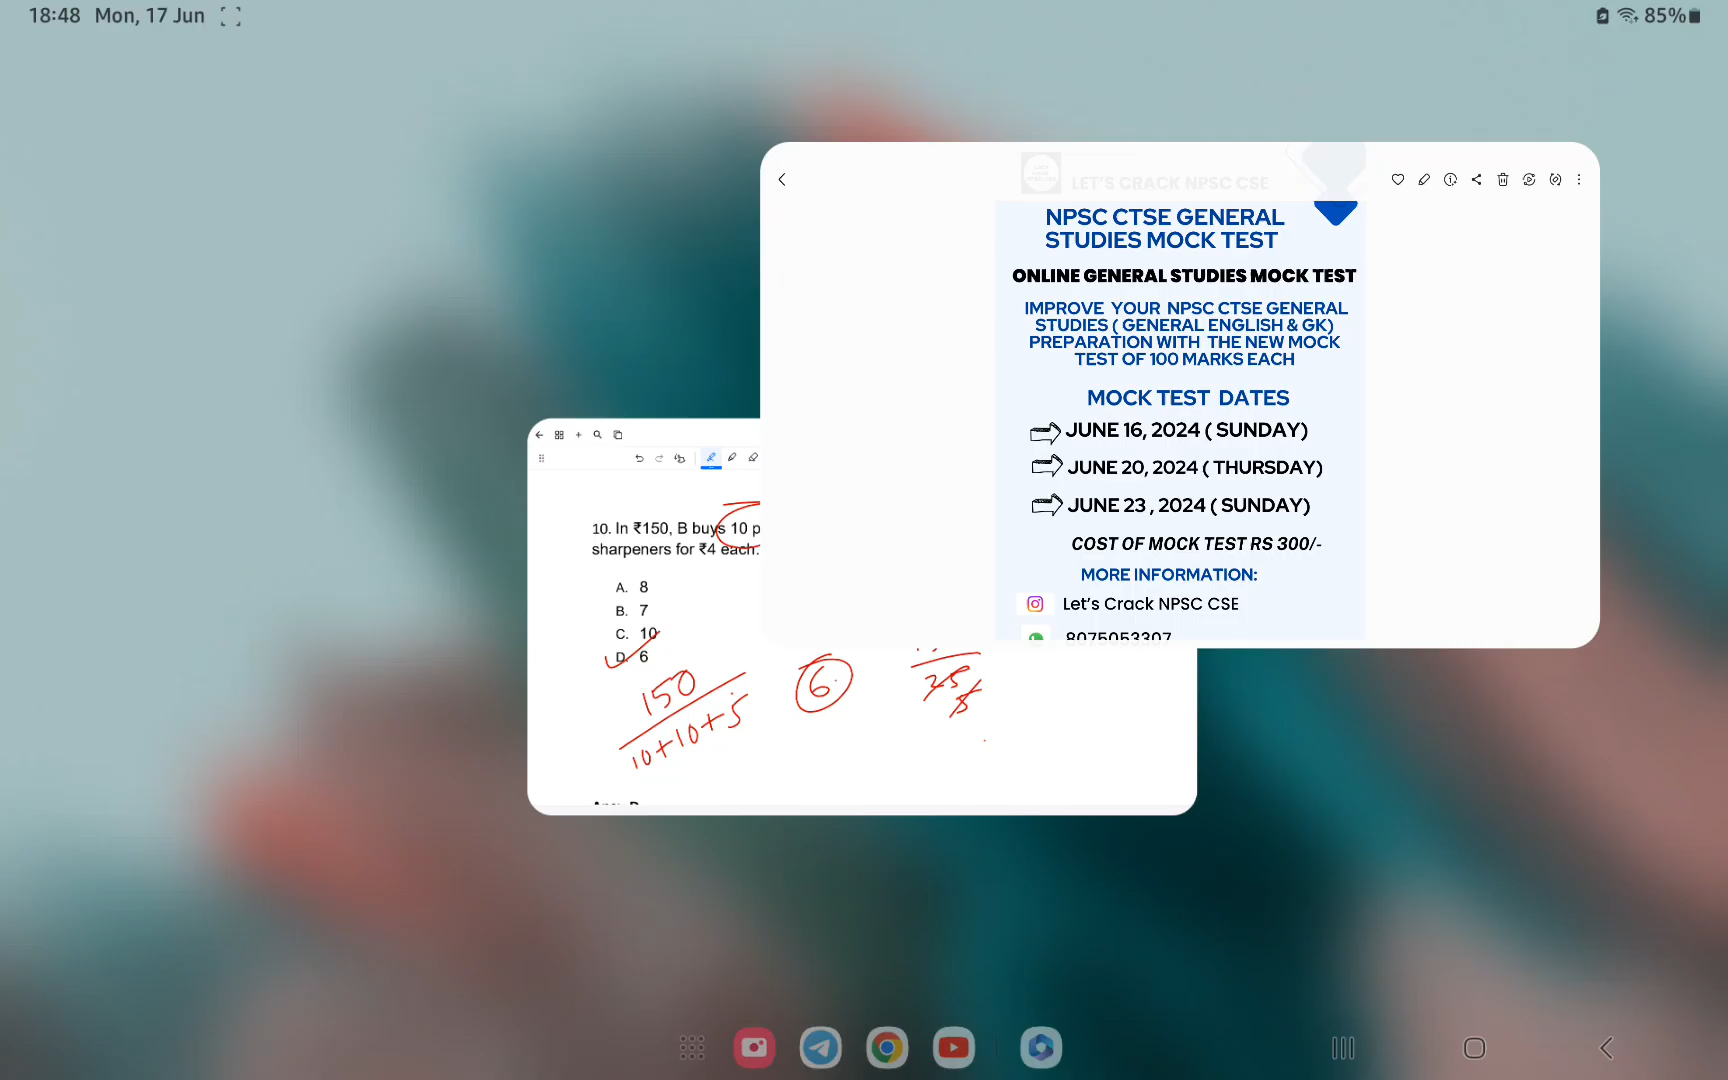 18:48 Mon, 17 Jun
85%
LET'S CRACK NPSC CSE
NPSC CTSE GENERAL
STUDIES MOCK TEST
ONLINE GENERAL STUDIES MOCK TEST
IMPROVE YOUR NPSC CTSE GENERAL
STUDIES ( GENERAL ENGLISH & GK)
PREPARATION WITH THE NEW MOCK
TEST OF 100 MARKS EACH
MOCK TEST DATES
JUNE 16, 2024 ( SUNDAY)
JUNE 20, 2024 ( THURSDAY)
JUNE 23 , 2024 ( SUNDAY)
COST OF MOCK TEST RS 300/-
MORE INFORMATION:
Let's Crack NPSC CSE
8075053307
10. In ₹150, B buys 10 p
sharpeners for ₹4 each.
A. 8
B. 7
C. 10
D. 6
150
10+10+5
6
25
5